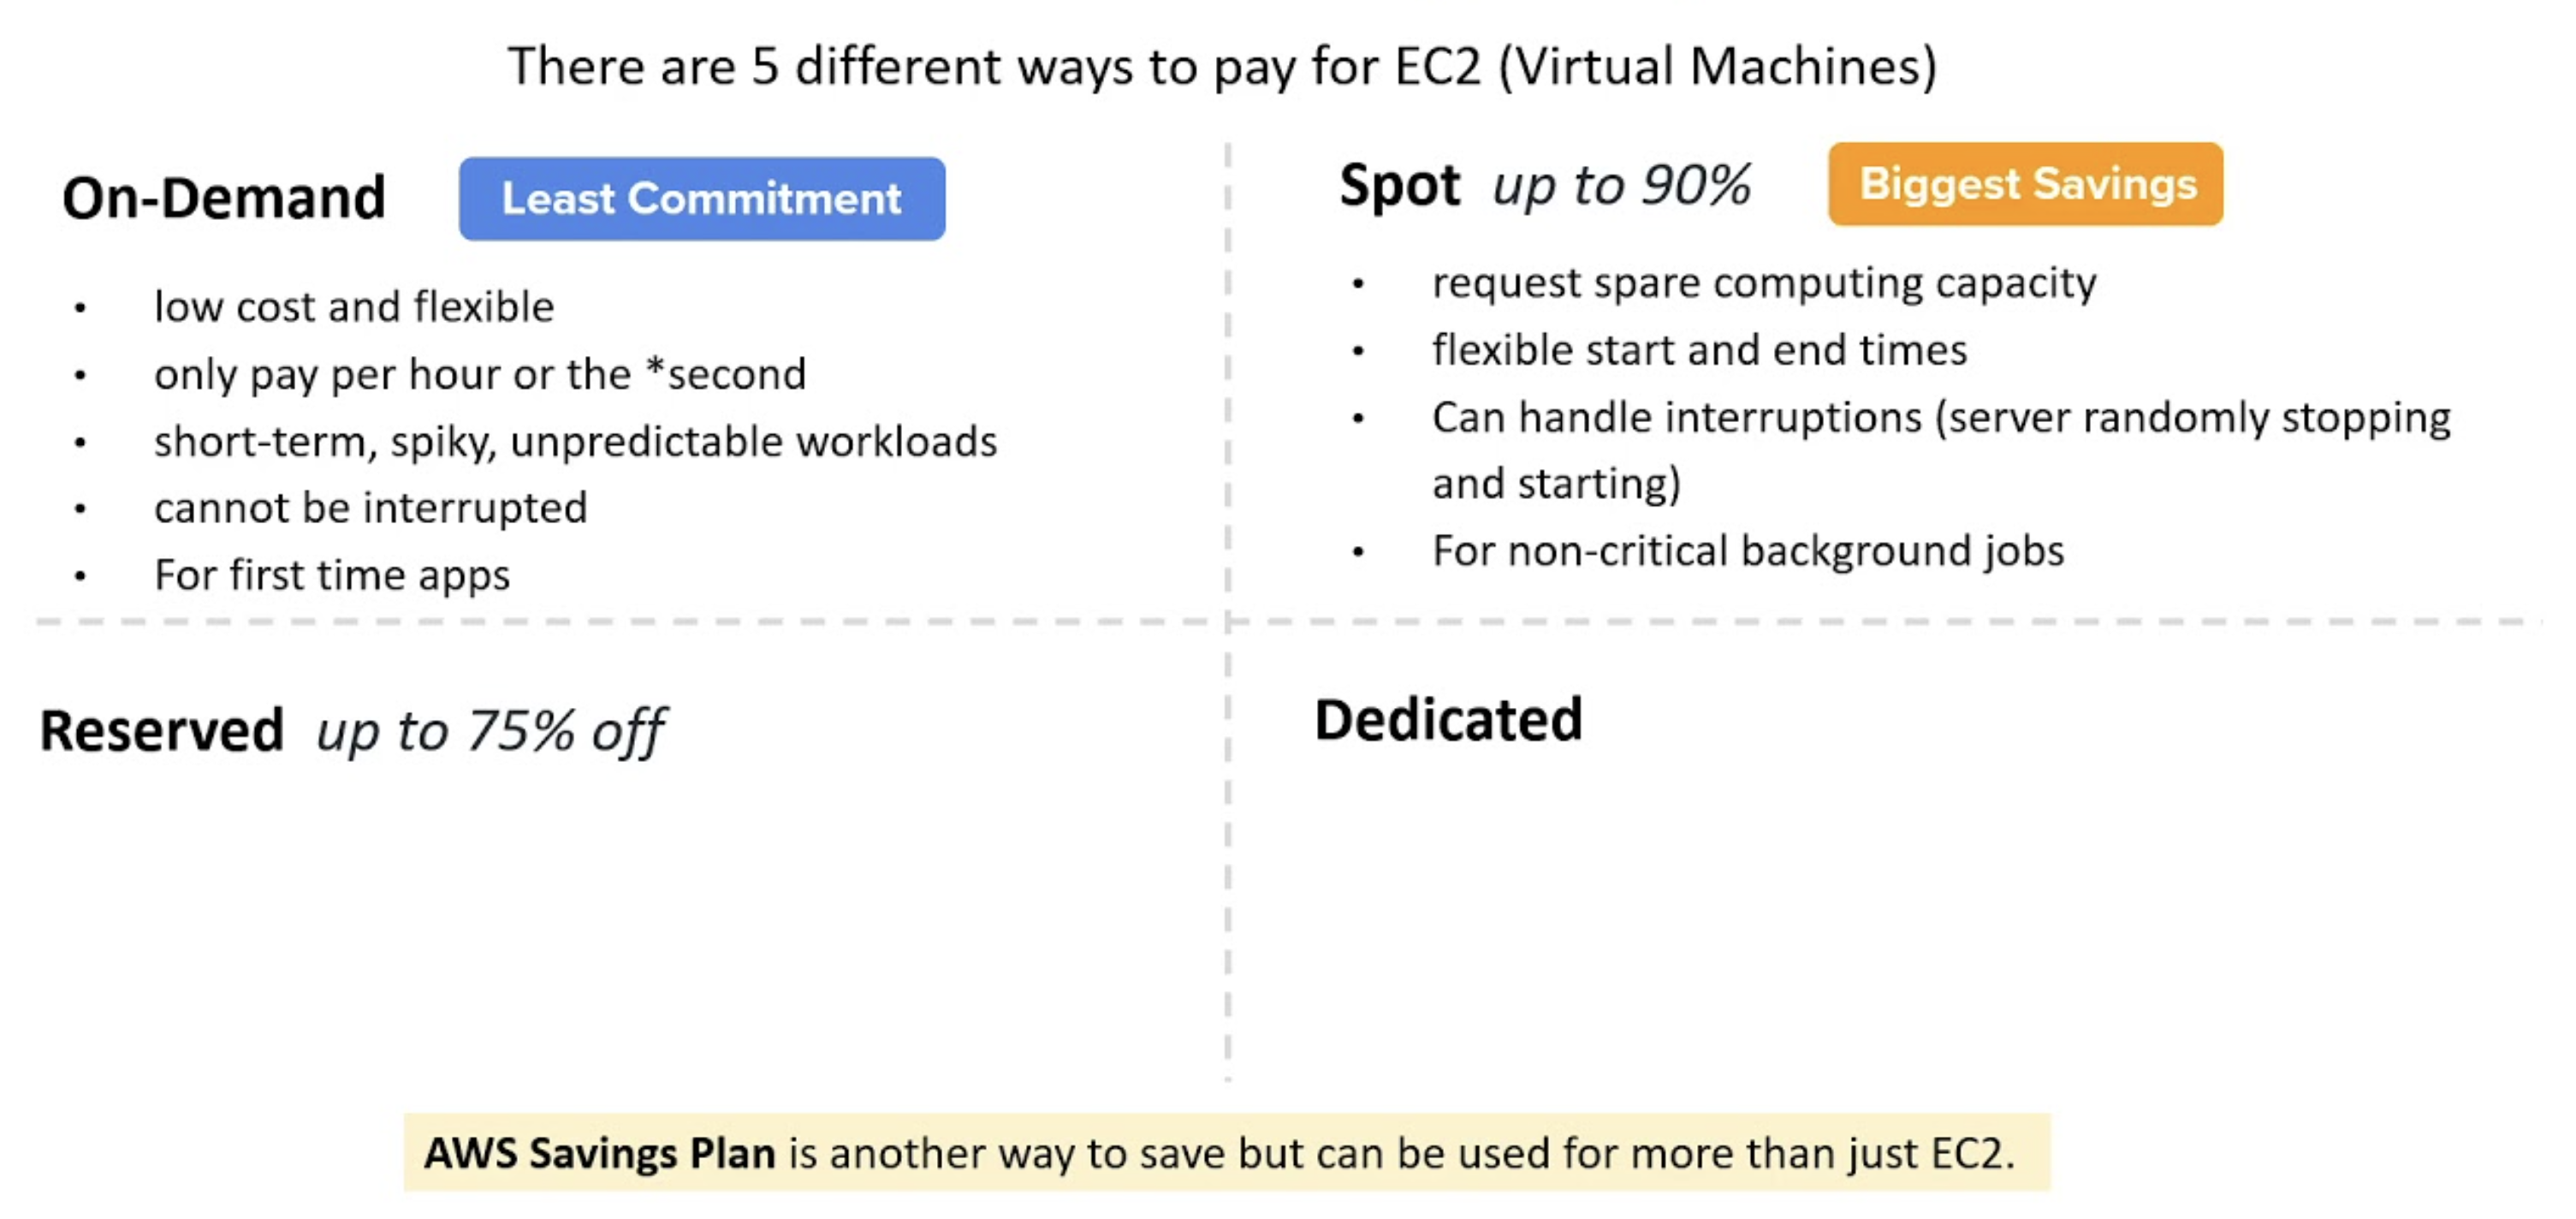 There are 5 different ways to pay for EC2 (Virtual Machines)
On-Demand
Least Commitment
• low cost and flexible
• only pay per hour or the *second
• short-term, spiky, unpredictable workloads
• cannot be interrupted
• For first time apps
Spot up to 90%
Biggest Savings
• request spare computing capacity
• flexible start and end times
• Can handle interruptions (server randomly stopping
and starting)
• For non-critical background jobs
Reserved up to 75% off
Dedicated
AWS Savings Plan is another way to save but can be used for more than just EC2.